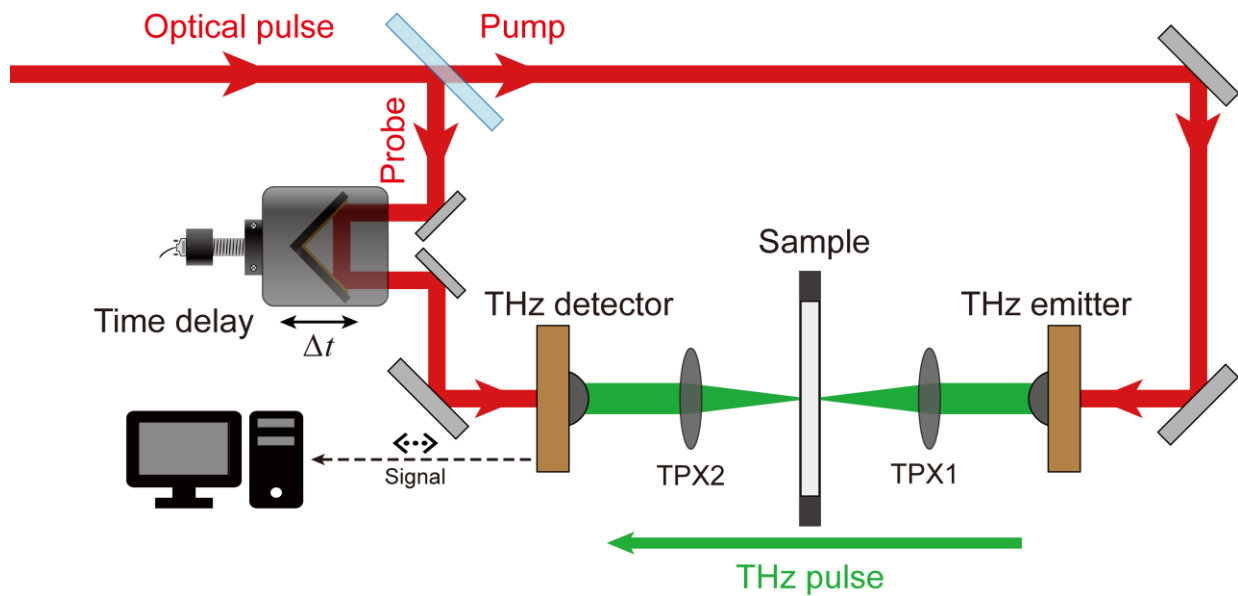 Optical pulse
Pump
Probe
Sample
THz detector
THz emitter
Time delay
Δt
Signal
TPX2
TPX1
THz pulse